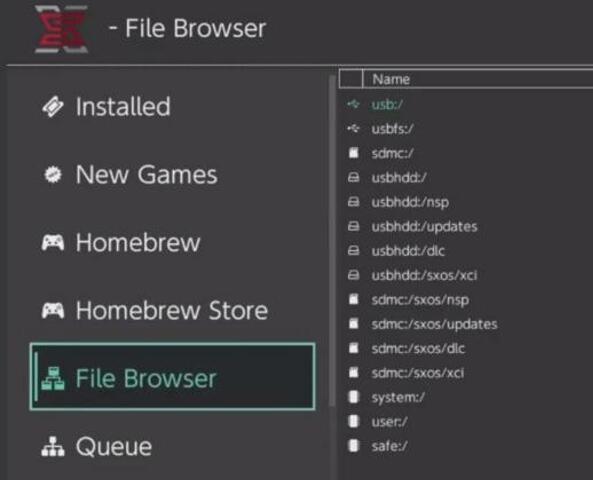 - File Browser
Installed
New Games
Homebrew
Homebrew Store
File Browser
Queue
Name
usb:/
usbfs:/
sdmc:/
usbhdd:/
usbhdd:/nsp
usbhdd:/updates
usbhdd:/dlc
usbhdd:/sxos/xci
sdmc:/sxos/nsp
sdmc:/sxos/updates
sdmc:/sxos/dlc
sdmc:/sxos/xci
system:/
user:/
safe:/